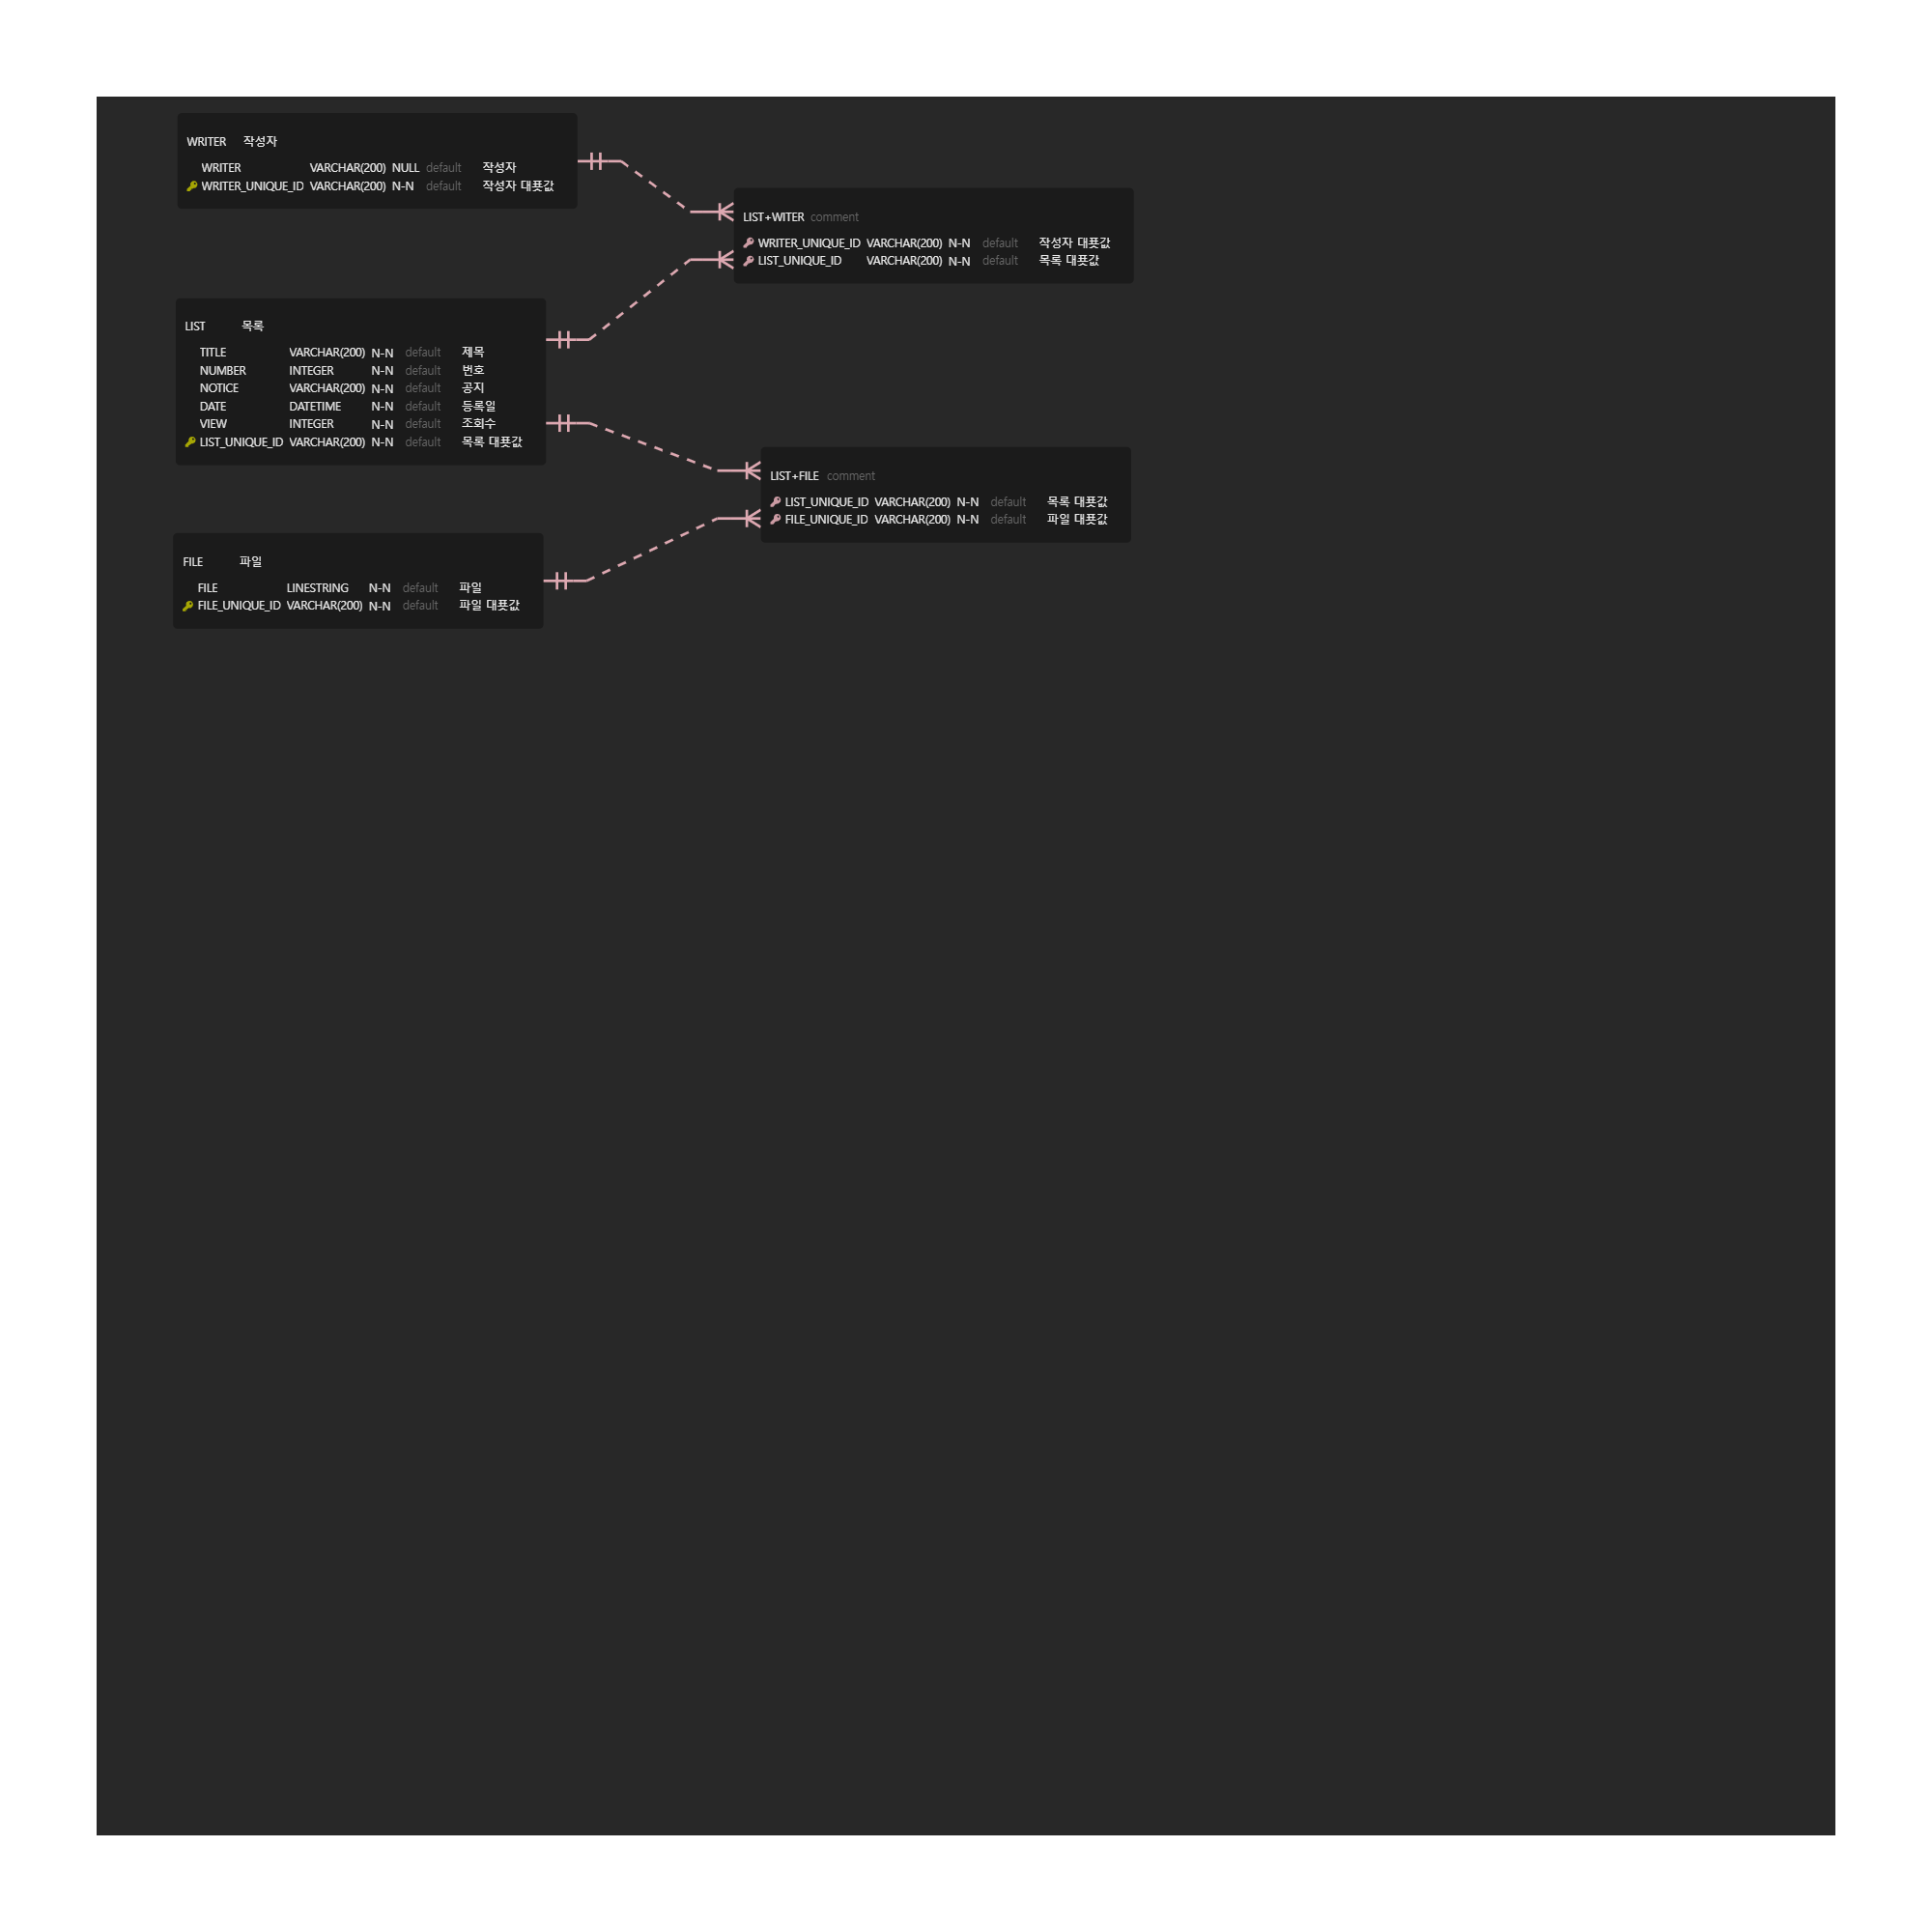 WRITER 작성자
WRITER VARCHAR(200) NULL default 작성자
WRITER_UNIQUE_ID VARCHAR(200) N-N default 작성자 대푯값
LIST+WITER comment
WRITER_UNIQUE_ID VARCHAR(200) N-N default 작성자 대푯값
LIST_UNIQUE_ID VARCHAR(200) N-N default 목록 대푯값
LIST 목록
TITLE VARCHAR(200) N-N default 제목
NUMBER INTEGER N-N default 번호
NOTICE VARCHAR(200) N-N default 공지
DATE DATETIME N-N default 등록일
VIEW INTEGER N-N default 조회수
LIST_UNIQUE_ID VARCHAR(200) N-N default 목록 대푯값
LIST+FILE comment
LIST_UNIQUE_ID VARCHAR(200) N-N default 목록 대푯값
FILE_UNIQUE_ID VARCHAR(200) N-N default 파일 대푯값
FILE 파일
FILE LINESTRING N-N default 파일
FILE_UNIQUE_ID VARCHAR(200) N-N default 파일 대푯값